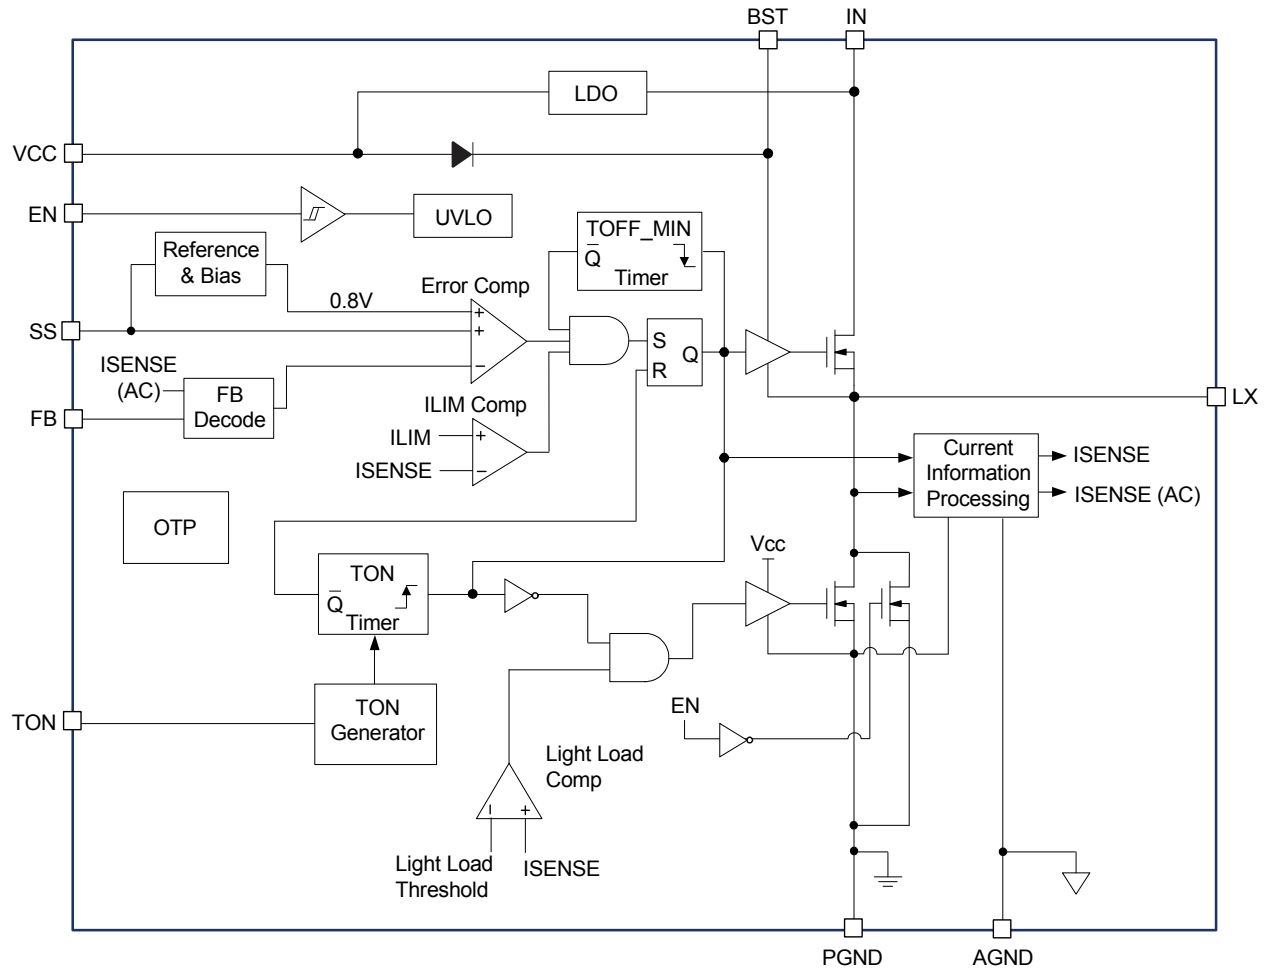 BST
IN
LDO
VCC
EN
UVLO
TOFF_MIN
Q
Timer
Reference
& Bias
Error Comp
0.8V
+
+
−
SS
S
Q
R
ISENSE
(AC)
FB
Decode
FB
LX
ILIM Comp
ILIM
+
ISENSE
−
Current
Information
Processing
ISENSE
ISENSE (AC)
OTP
Vcc
TON
Q
Timer
TON
TON
Generator
EN
Light Load
Comp
−
+
Light Load
Threshold
ISENSE
PGND
AGND